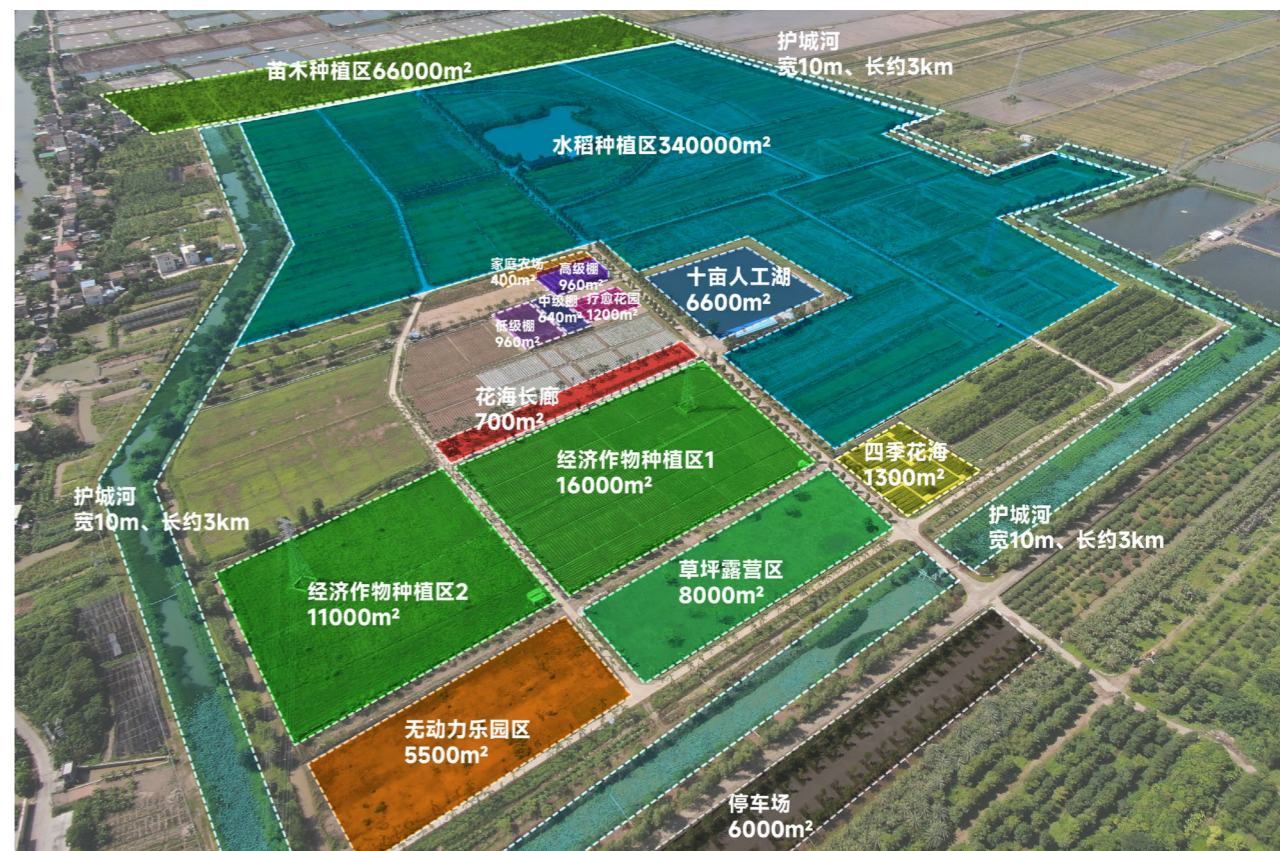 护城河
宽10m、长约3km
苗木种植区66000m²
水稻种植区340000m²
家庭农场
400m²
高级棚
960m²
中级棚
640m²
疗愈花园
1200m²
低级棚
960m²
十亩人工湖
6600m²
花海长廊
700m²
经济作物种植区1
16000m²
四季花海
1300m²
护城河
宽10m、长约3km
护城河
宽10m、长约3km
经济作物种植区2
11000m²
草坪露营区
8000m²
无动力乐园区
5500m²
停车场
6000m²